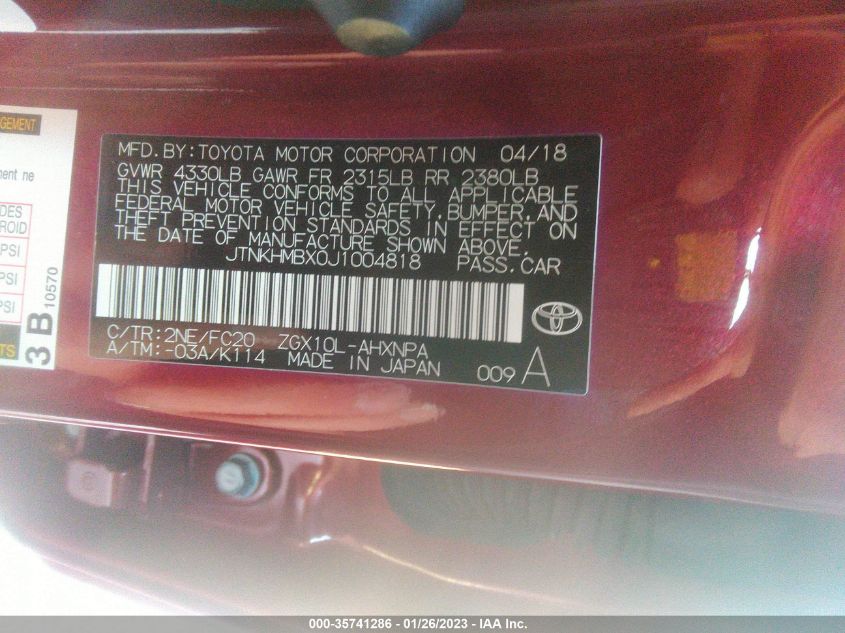 GEMENT
ment ne
DES
ROID
PSI
PSI
PSI
TS
3 B 10570
MFD. BY: TOYOTA MOTOR CORPORATION 04/18
GVWR 4330LB GAWR FR 2315LB RR 2380LB
THIS VEHICLE CONFORMS TO ALL APPLICABLE
FEDERAL MOTOR VEHICLE SAFETY, BUMPER, AND
THEFT PREVENTION STANDARDS IN EFFECT ON
THE DATE OF MANUFACTURE SHOWN ABOVE.
JTNKHMBX0J1004818 PASS.CAR
C/TR:2NE/FC20 ZGX10L-AHXNPA
A/TM:-03A/K114 MADE IN JAPAN 009 A
000-35741286 - 01/26/2023 - IAA Inc.